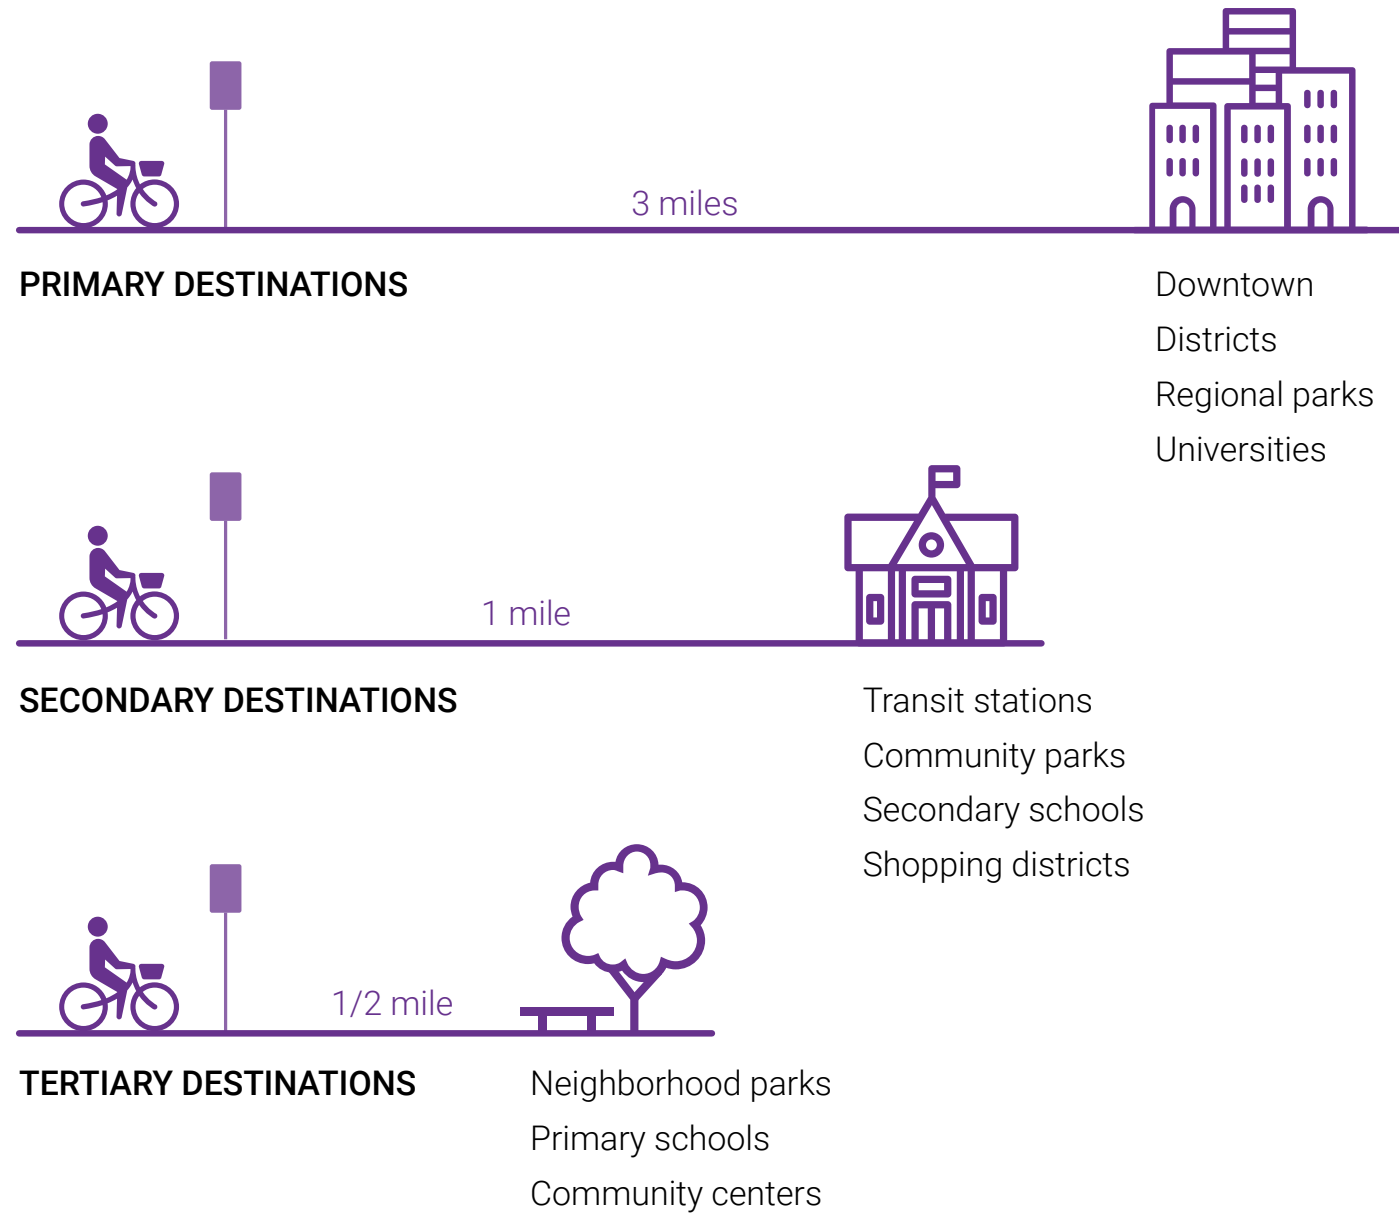 3 miles
PRIMARY DESTINATIONS
Downtown
Districts
Regional parks
Universities
1 mile
SECONDARY DESTINATIONS
Transit stations
Community parks
Secondary schools
Shopping districts
1/2 mile
TERTIARY DESTINATIONS
Neighborhood parks
Primary schools
Community centers